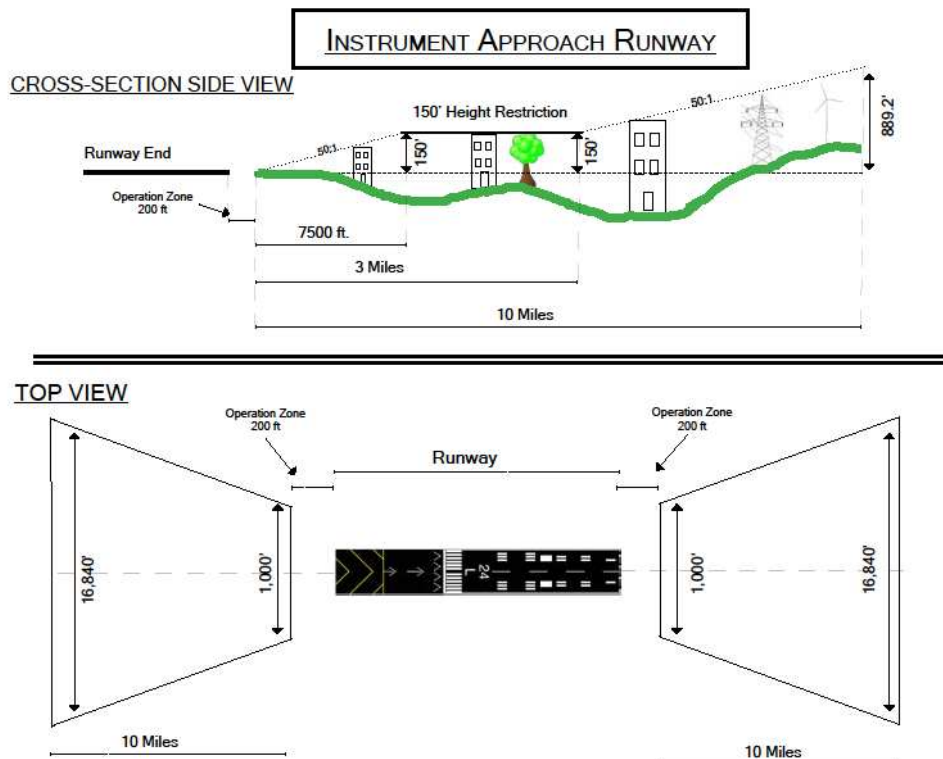 INSTRUMENT APPROACH RUNWAY
CROSS-SECTION SIDE VIEW
150' Height Restriction
50:1
889.2'
50:1
150'
150'
Runway End
Operation Zone
200 ft
7500 ft.
3 Miles
10 Miles
TOP VIEW
Operation Zone
200 ft
Operation Zone
200 ft
Runway
16,840'
1,000'
24
L
1,000'
16,840'
10 Miles
10 Miles